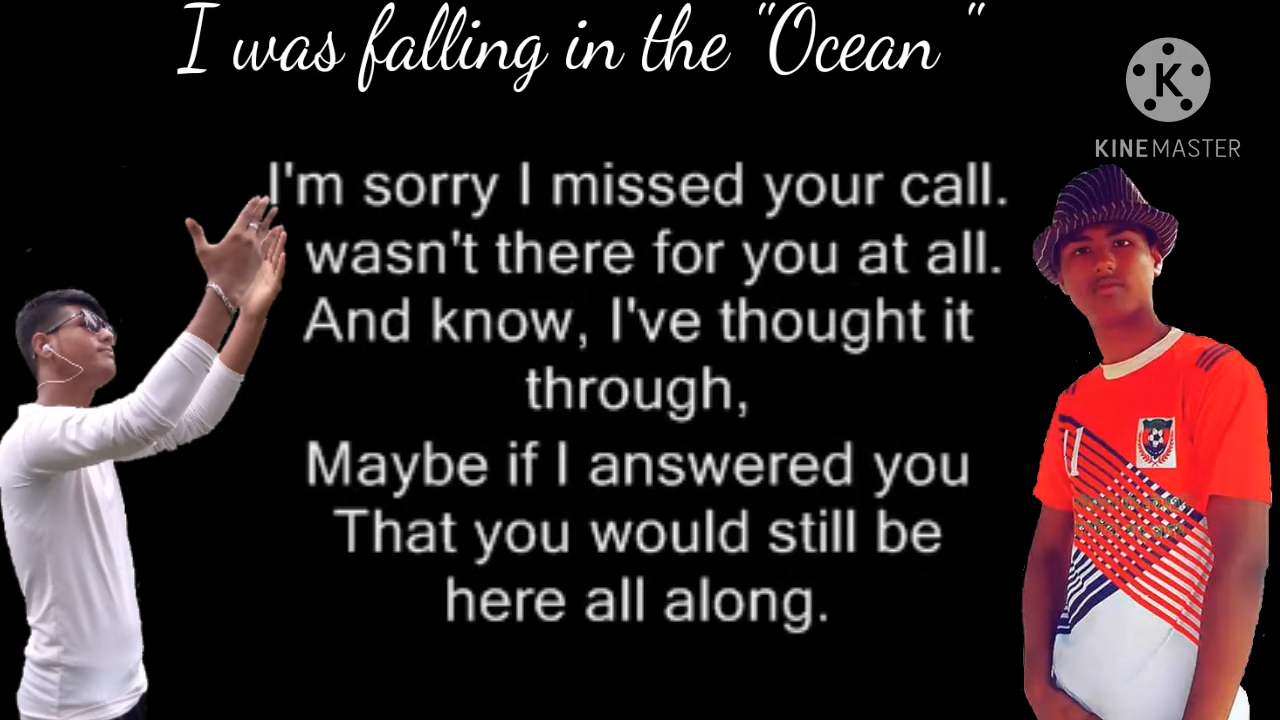 I was falling in the "Ocean "
KINEMASTER
I'm sorry I missed your call.
wasn't there for you at all.
And know, I've thought it
through,
Maybe if I answered you
That you would still be
here all along.
11